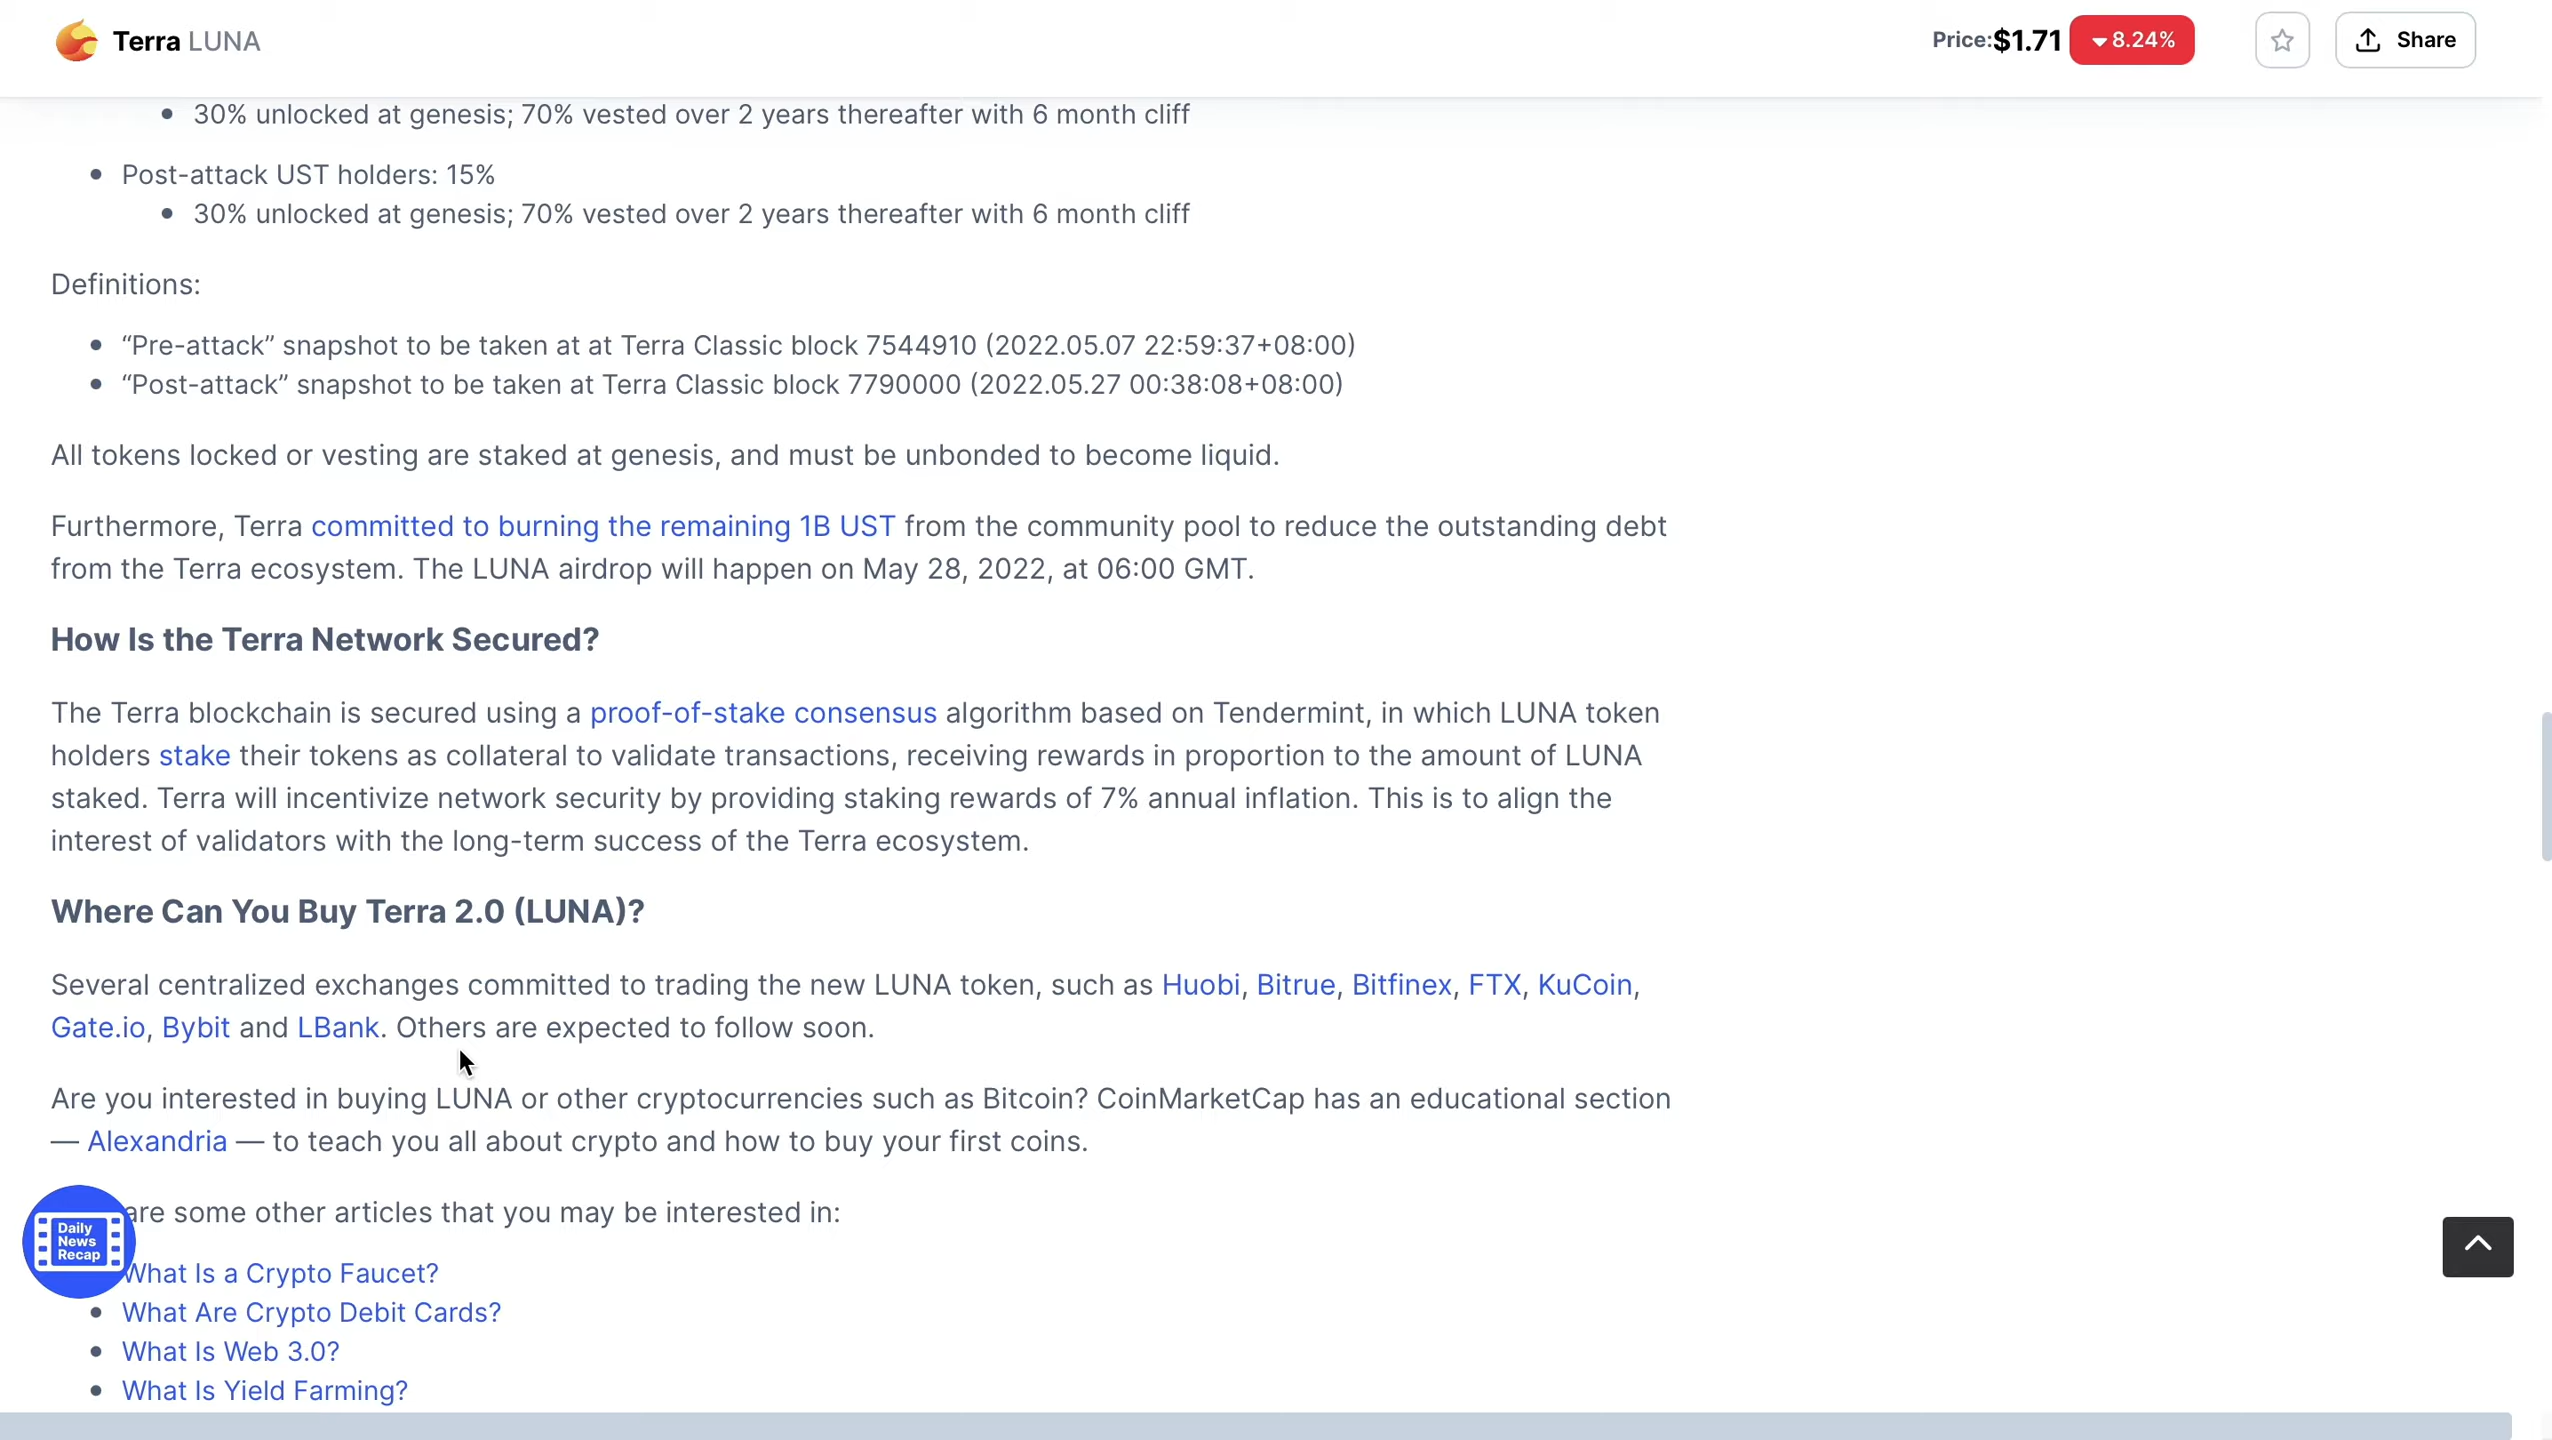 Terra LUNA
Price:$1.71 8.24% Share
30% unlocked at genesis; 70% vested over 2 years thereafter with 6 month cliff
Post-attack UST holders: 15%
30% unlocked at genesis; 70% vested over 2 years thereafter with 6 month cliff
Definitions:
“Pre-attack” snapshot to be taken at at Terra Classic block 7544910 (2022.05.07 22:59:37+08:00)
“Post-attack” snapshot to be taken at Terra Classic block 7790000 (2022.05.27 00:38:08+08:00)
All tokens locked or vesting are staked at genesis, and must be unbonded to become liquid.
Furthermore, Terra committed to burning the remaining 1B UST from the community pool to reduce the outstanding debt
from the Terra ecosystem. The LUNA airdrop will happen on May 28, 2022, at 06:00 GMT.
How Is the Terra Network Secured?
The Terra blockchain is secured using a proof-of-stake consensus algorithm based on Tendermint, in which LUNA token
holders stake their tokens as collateral to validate transactions, receiving rewards in proportion to the amount of LUNA
staked. Terra will incentivize network security by providing staking rewards of 7% annual inflation. This is to align the
interest of validators with the long-term success of the Terra ecosystem.
Where Can You Buy Terra 2.0 (LUNA)?
Several centralized exchanges committed to trading the new LUNA token, such as Huobi, Bitrue, Bitfinex, FTX, KuCoin,
Gate.io, Bybit and LBank. Others are expected to follow soon.
Are you interested in buying LUNA or other cryptocurrencies such as Bitcoin? CoinMarketCap has an educational section
— Alexandria — to teach you all about crypto and how to buy your first coins.
are some other articles that you may be interested in:
Daily
News
Recap
What Is a Crypto Faucet?
What Are Crypto Debit Cards?
What Is Web 3.0?
What Is Yield Farming?